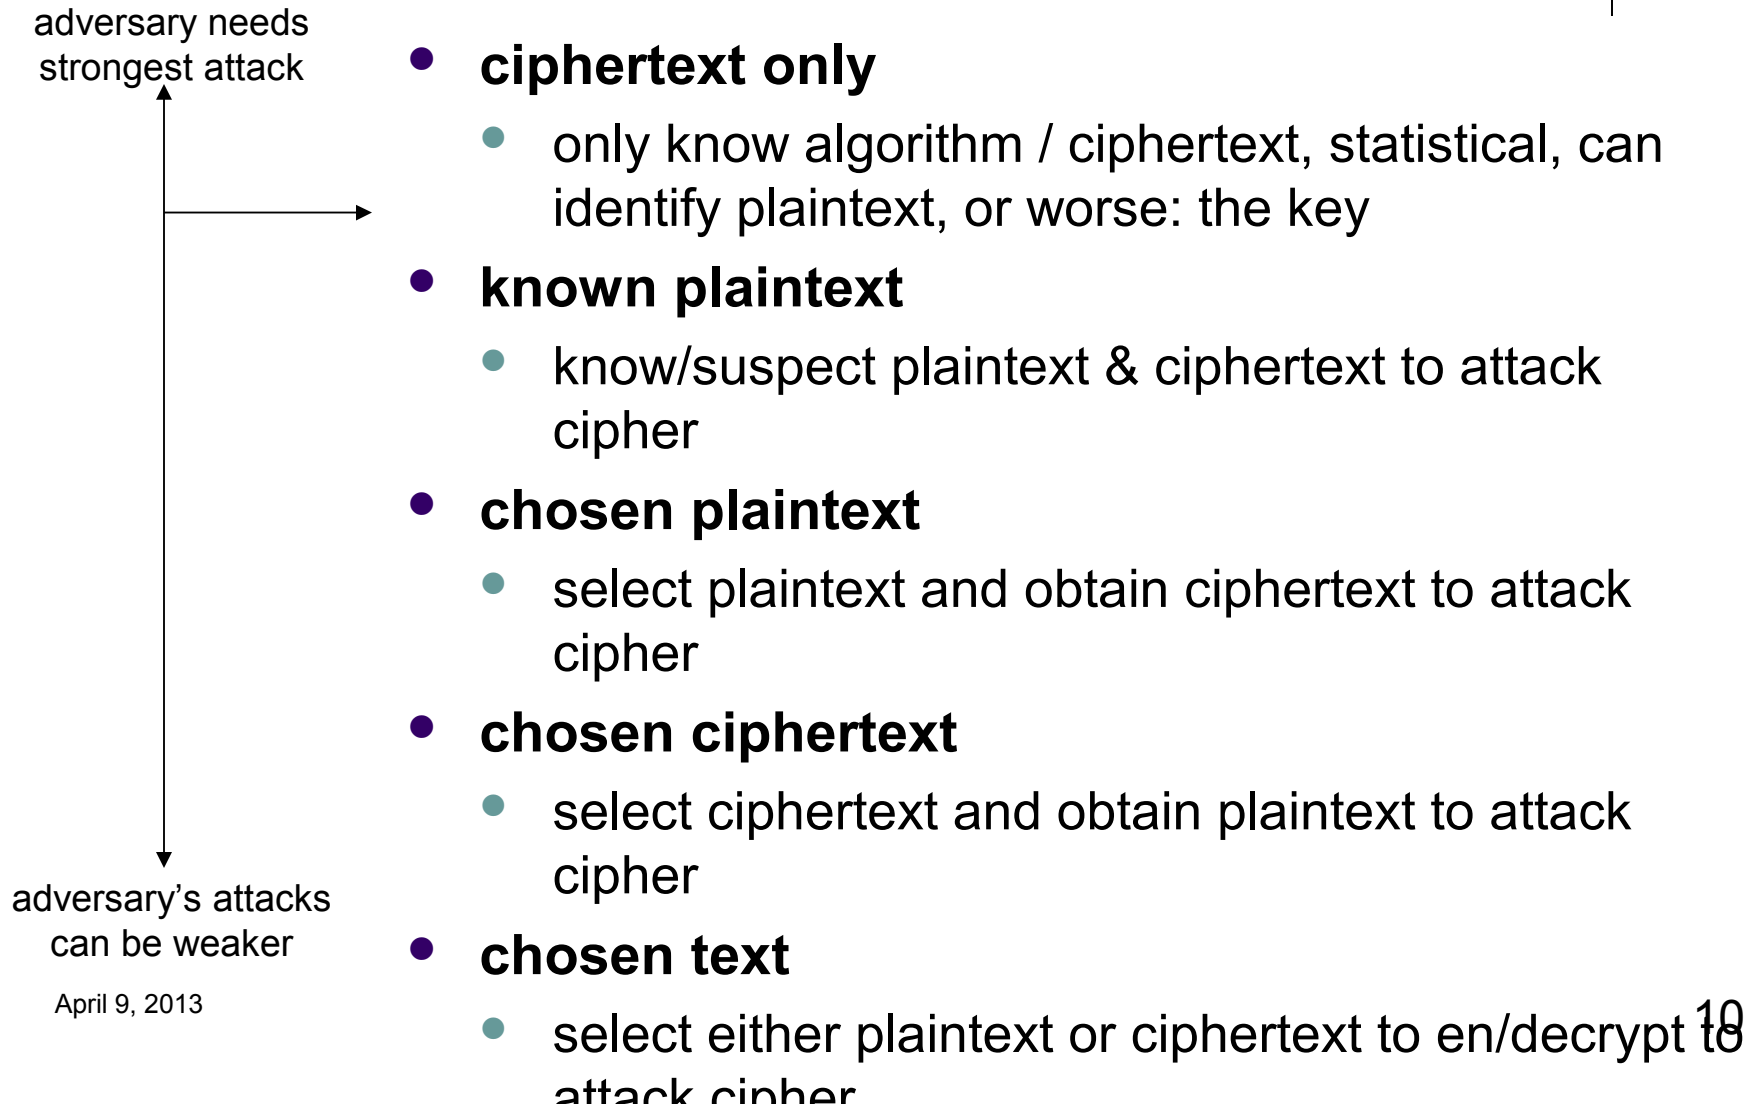 adversary needs
strongest attack
ciphertext only
only know algorithm / ciphertext, statistical, can
identify plaintext, or worse: the key
known plaintext
know/suspect plaintext & ciphertext to attack
cipher
chosen plaintext
select plaintext and obtain ciphertext to attack
cipher
chosen ciphertext
select ciphertext and obtain plaintext to attack
cipher
adversary’s attacks
can be weaker
chosen text
select either plaintext or ciphertext to en/decrypt to
attack cipher
April 9, 2013
10